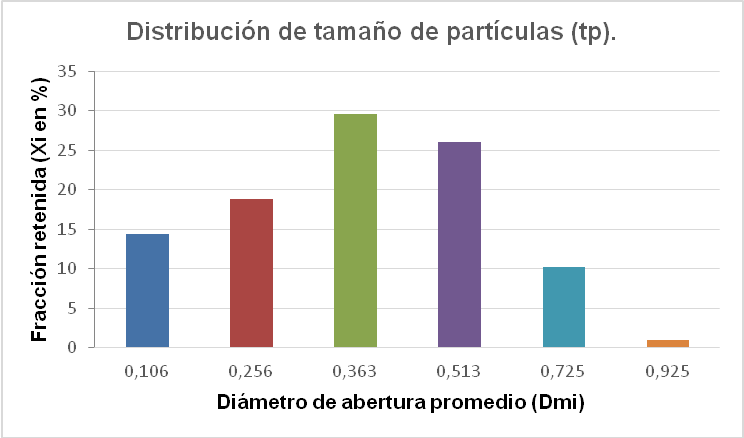 Distribución de tamaño de partículas (tp).
Fracción retenida (Xi en %)
35
30
25
20
15
10
5
0
0,106 0,256 0,363 0,513 0,725 0,925
Diámetro de abertura promedio (Dmi)